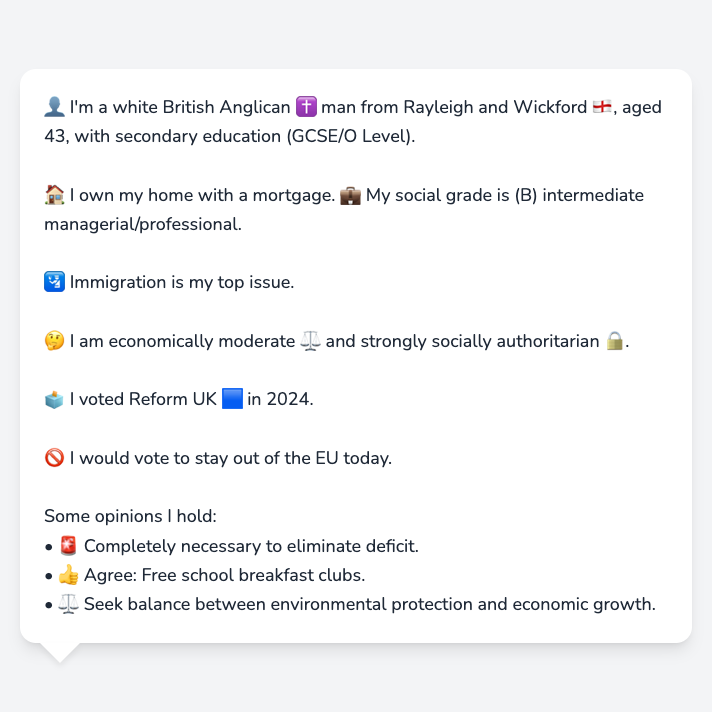 👤 I'm a white British Anglican ✝️ man from Rayleigh and Wickford 🏴󠁧󠁢󠁥󠁮󠁧󠁿, aged
43, with secondary education (GCSE/O Level).
🏠 I own my home with a mortgage. 💼 My social grade is (B) intermediate
managerial/professional.
🛂 Immigration is my top issue.
🤔 I am economically moderate ⚖️ and strongly socially authoritarian 🔒.
🗳️ I voted Reform UK 🟦 in 2024.
🚫 I would vote to stay out of the EU today.
Some opinions I hold:
• 🚨 Completely necessary to eliminate deficit.
• 👍 Agree: Free school breakfast clubs.
• ⚖️ Seek balance between environmental protection and economic growth.